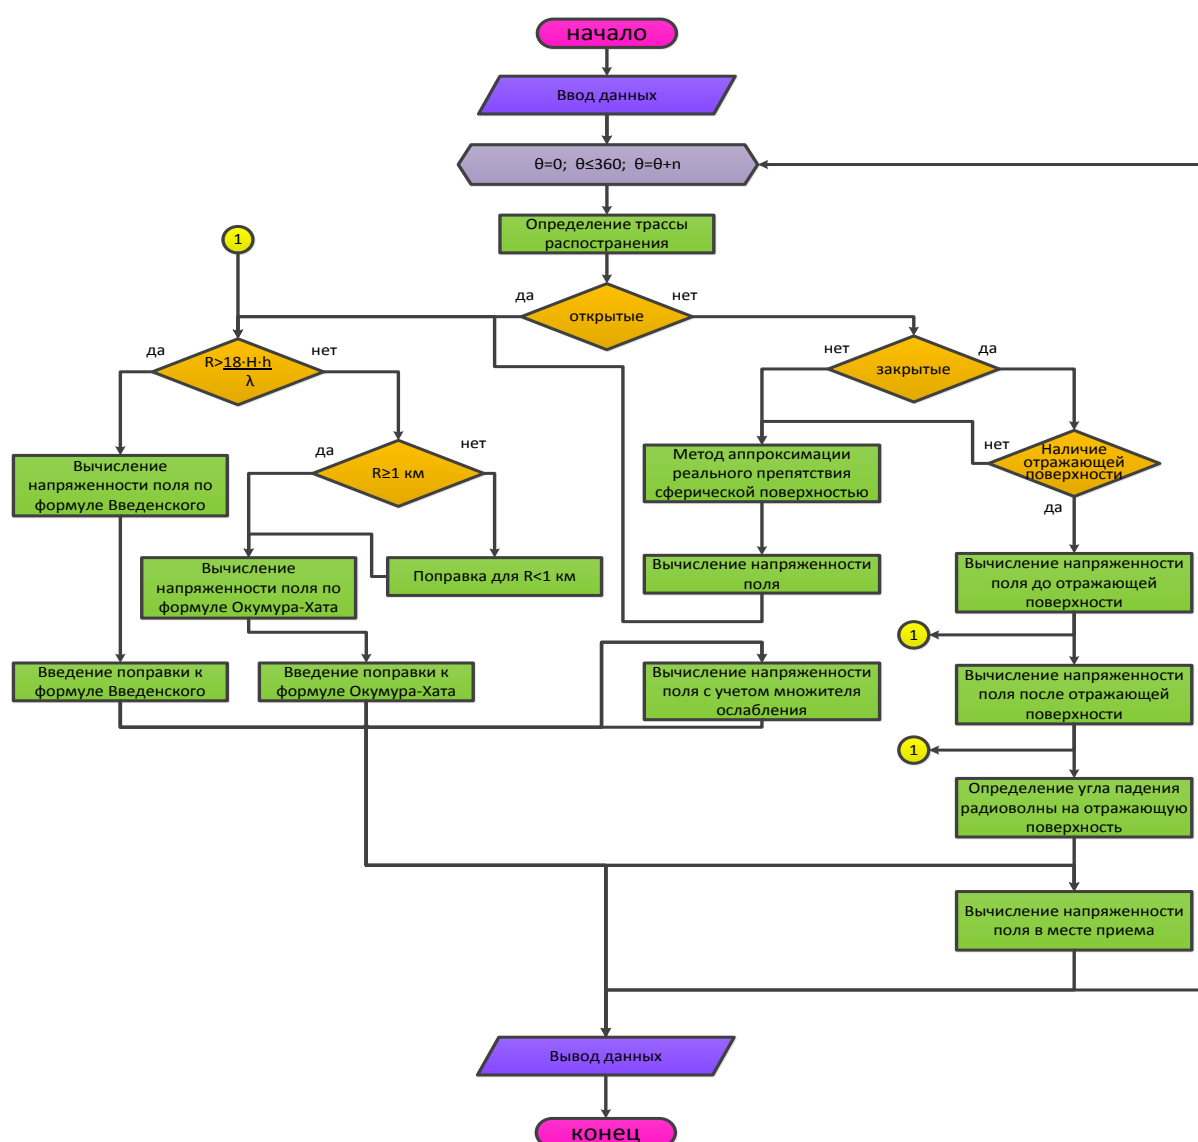 начало
Ввод данных
θ=0; θ≤360; θ=θ+n
Определение трассы
распостранения
1
да
нет
открытые
да
нет
R>18·H·h
λ
нет
да
закрытые
да
нет
R≥1 км
нет
Наличие
отражающей
поверхности
да
Вычисление
напряженности поля по
формуле Введенского
Метод аппроксимации
реального препятствия
сферической поверхностью
Вычисление
напряженности поля по
формуле Окумура-Хата
Поправка для R<1 км
Вычисление напряженности
поля
Вычисление напряженности
поля до отражающей
поверхности
1
Введение поправки к
формуле Введенского
Введение поправки к
формуле Окумура-Хата
Вычисление напряженности
поля с учетом множителя
ослабления
Вычисление напряженности
поля после отражающей
поверхности
1
Определение угла падения
радиоволны на отражающую
поверхность
Вычисление напряженности
поля в месте приема
Вывод данных
конец